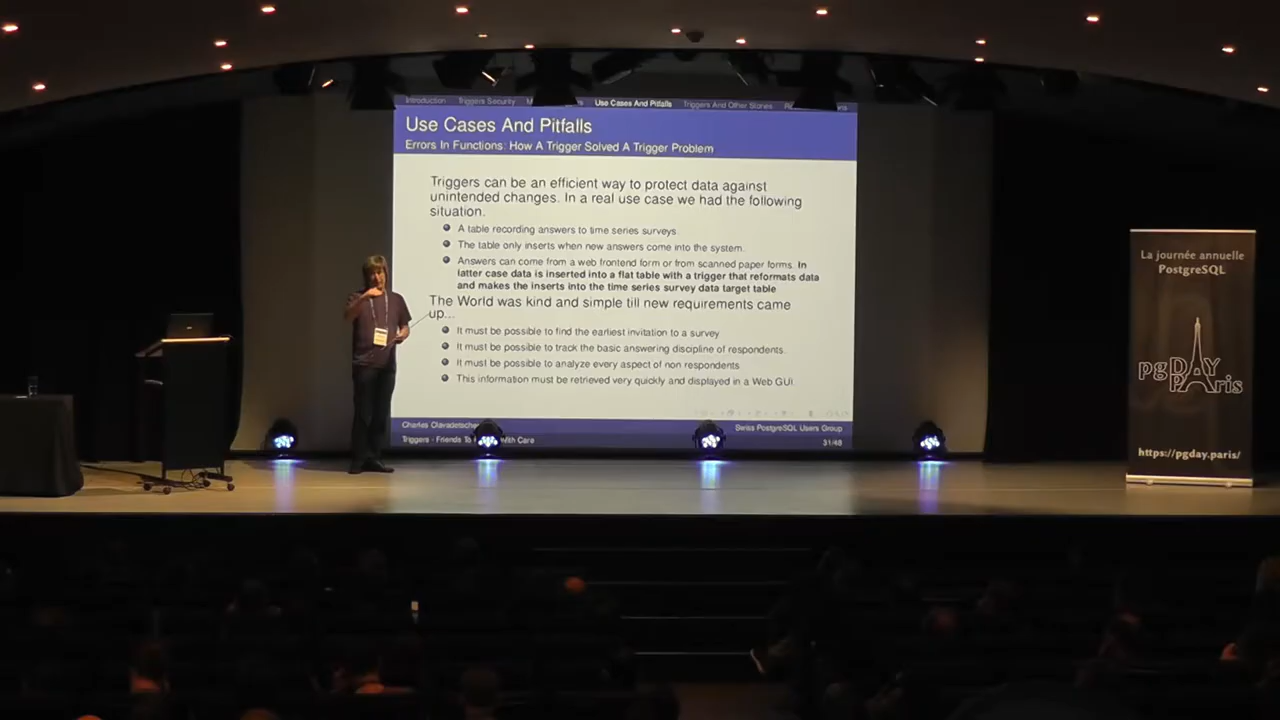 Introduction Triggers Security Use Cases And Pitfalls Triggers And Other Stories
Use Cases And Pitfalls
Errors In Functions: How A Trigger Solved A Trigger Problem
Triggers can be an efficient way to protect data against
unintended changes. In a real use case we had the following
situation.
A table recording answers to time series surveys.
The table only inserts when new answers come into the system.
Answers can come from a web frontend form or from scanned paper forms. In
latter case data is inserted into a flat table with a trigger that reformats data
and makes the inserts into the time series survey data target table
The World was kind and simple till new requirements came
up...
It must be possible to find the earliest invitation to a survey
It must be possible to track the basic answering discipline of respondents.
It must be possible to analyze every aspect of non respondents
This information must be retrieved very quickly and displayed in a Web GUI.
Charles Swiss PostgreSQL Users Group
Triggers - Friends To With Care 31/48
La journée annuelle
PostgreSQL
pgDAY
PAris
https://pgday.paris/